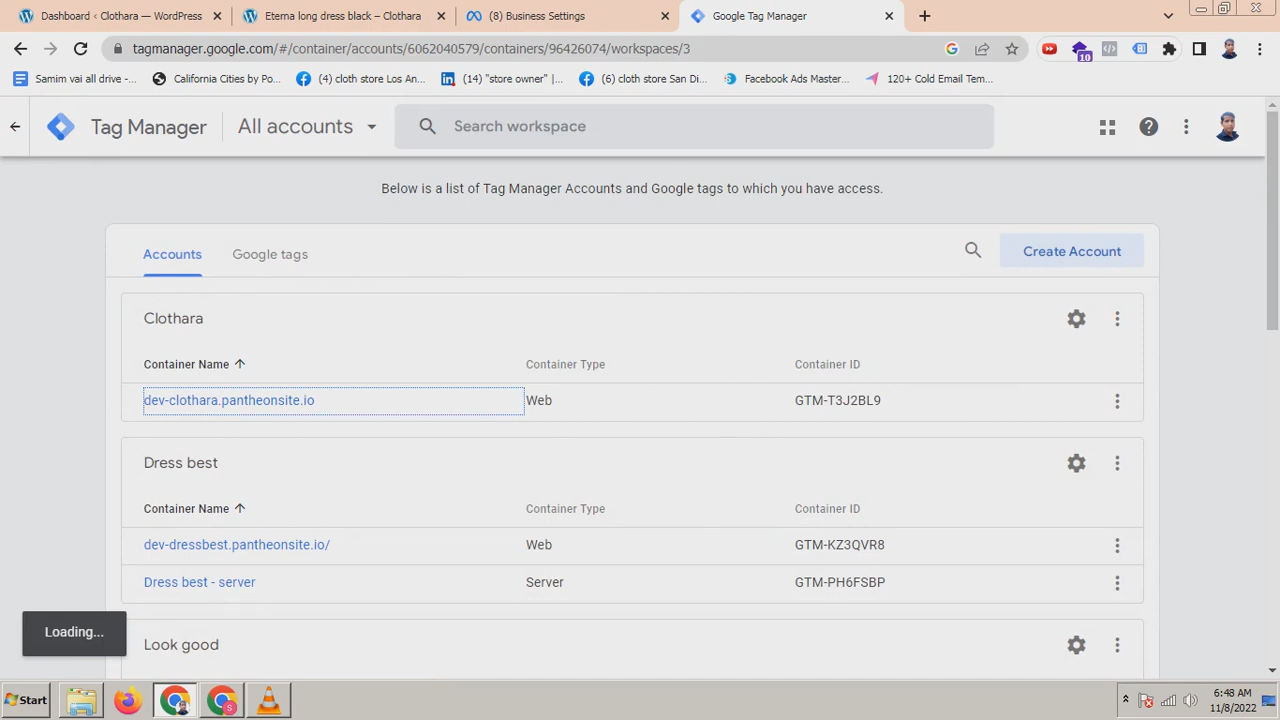 Dashboard ‹ Clothara — WordPress
Eterna long dress black – Clothara
(8) Business Settings
Google Tag Manager
tagmanager.google.com/#/container/accounts/6062040579/containers/96426074/workspaces/3
10
Samim vai all drive -...
California Cities by Po...
(4) cloth store Los An...
(14) "store owner" |...
(6) cloth store San Di...
Facebook Ads Master...
120+ Cold Email Tem...
Tag Manager
All accounts
Search workspace
Below is a list of Tag Manager Accounts and Google tags to which you have access.
Accounts
Google tags
Create Account
Clothara
Container Name
Container Type
Container ID
dev-clothara.pantheonsite.io
Web
GTM-T3J2BL9
Dress best
Container Name
Container Type
Container ID
dev-dressbest.pantheonsite.io/
Web
GTM-KZ3QVR8
Dress best - server
Server
GTM-PH6FSBP
Loading...
Look good
Start
6:48 AM
11/8/2022